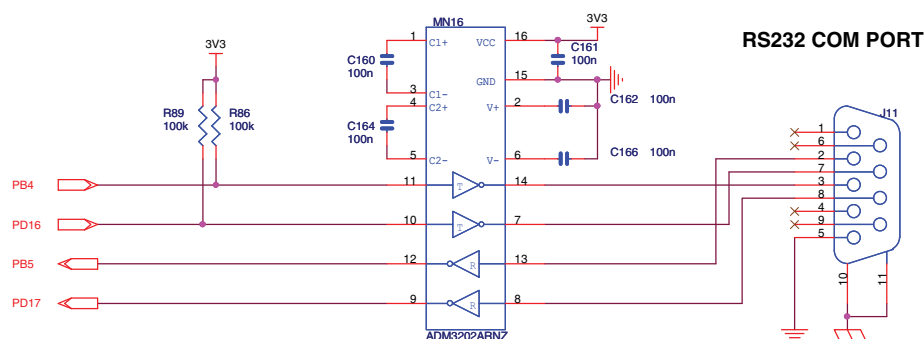 MN16
RS232 COM PORT
3V3
3V3
1 C1+ VCC 16
C160 100n
C161 100n
GND 15
3 C1-
4 C2+
V+ 2
C162 100n
R89 100k
R86 100k
C164 100n
5 C2-
V- 6
C166 100n
J11
1
6
2
7
3
8
4
9
5
PB4 11 T 14
PD16 10 T 7
PB5 12 R 13
PD17 9 R 8
10 11
ADM3202ARNZ